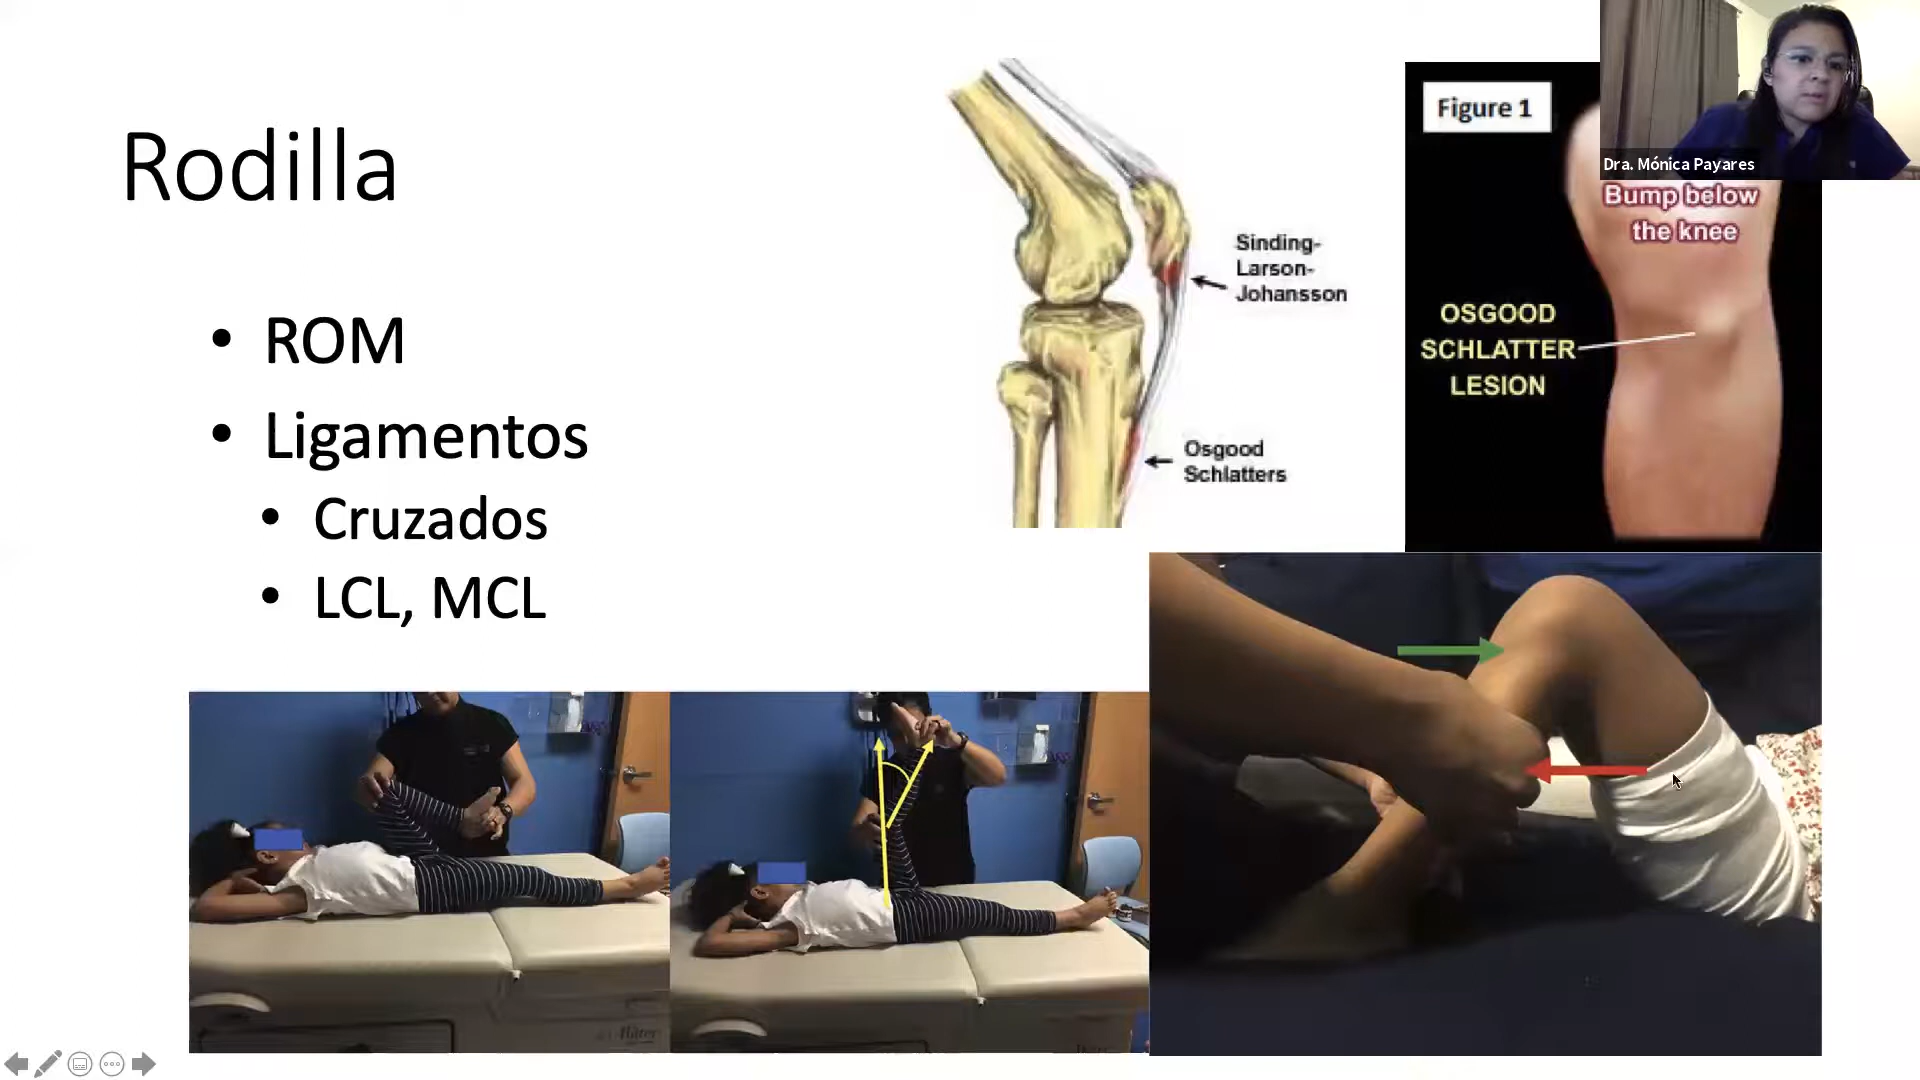 Rodilla
• ROM
• Ligamentos
• Cruzados
• LCL, MCL
Sinding-
Larson-
Johansson
Osgood
Schlatters
Figure 1
Bump below
the knee
OSGOOD
SCHLATTER
LESION
Dra. Mónica Payares